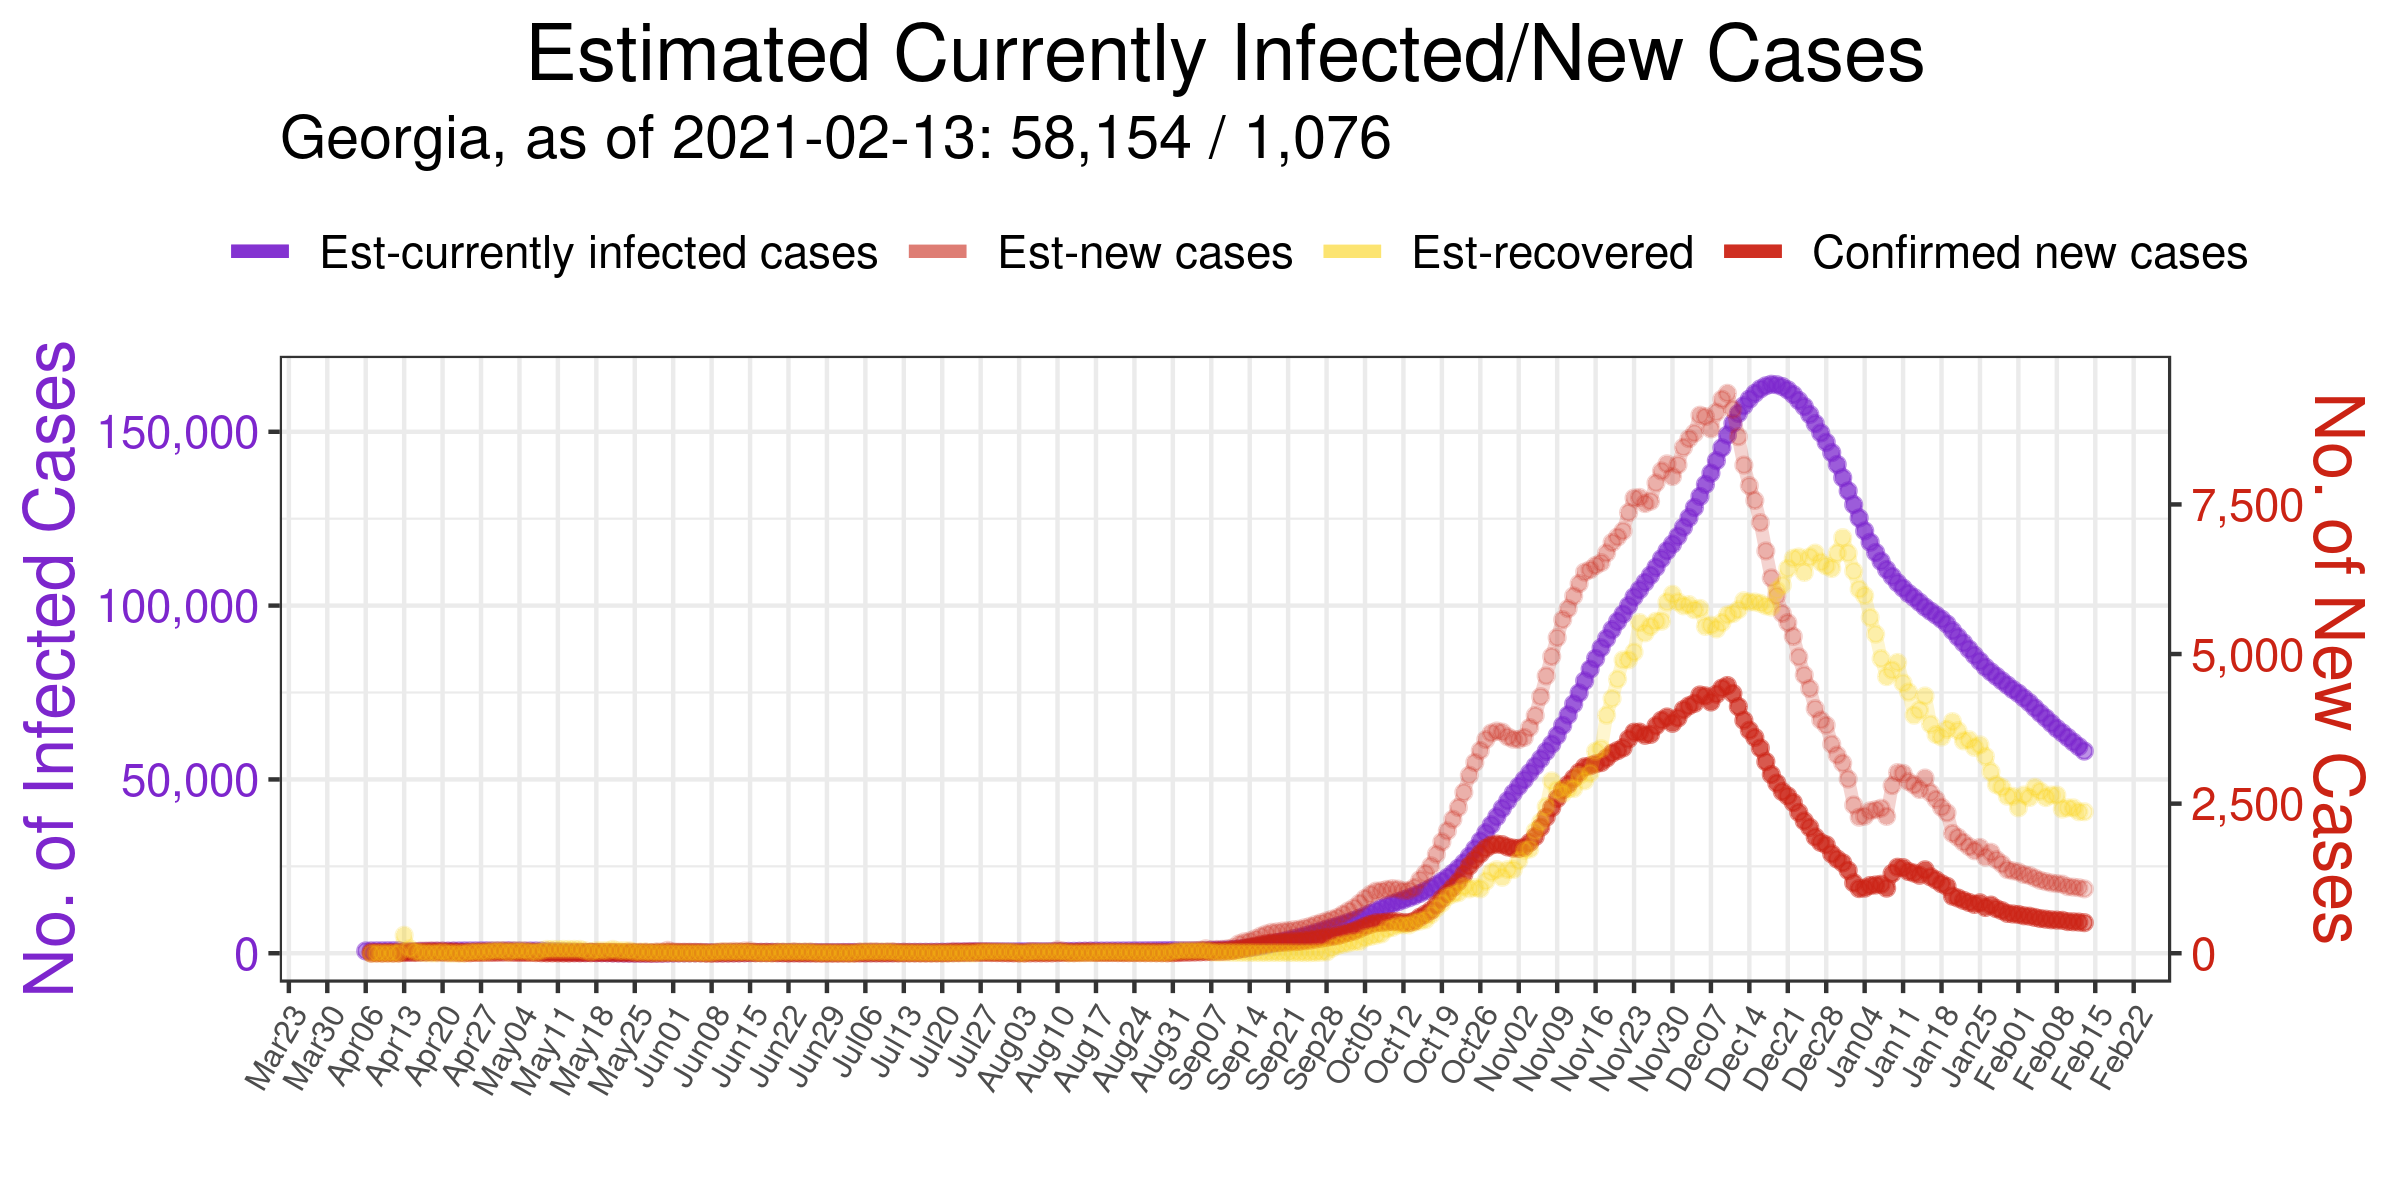 Estimated Currently Infected/New Cases
Georgia, as of 2021-02-13: 58,154 / 1,076
Est-currently infected cases
Est-new cases
Est-recovered
Confirmed new cases
No. of Infected Cases
150,000
100,000
50,000
0
7,500
5,000
2,500
0
No. of New Cases
Mar23
Mar30
Apr06
Apr13
Apr20
Apr27
May04
May11
May18
May25
Jun01
Jun08
Jun15
Jun22
Jun29
Jul06
Jul13
Jul20
Jul27
Aug03
Aug10
Aug17
Aug24
Aug31
Sep07
Sep14
Sep21
Sep28
Oct05
Oct12
Oct19
Oct26
Nov02
Nov09
Nov16
Nov23
Nov30
Dec07
Dec14
Dec21
Dec28
Jan04
Jan11
Jan18
Jan25
Feb01
Feb08
Feb15
Feb22